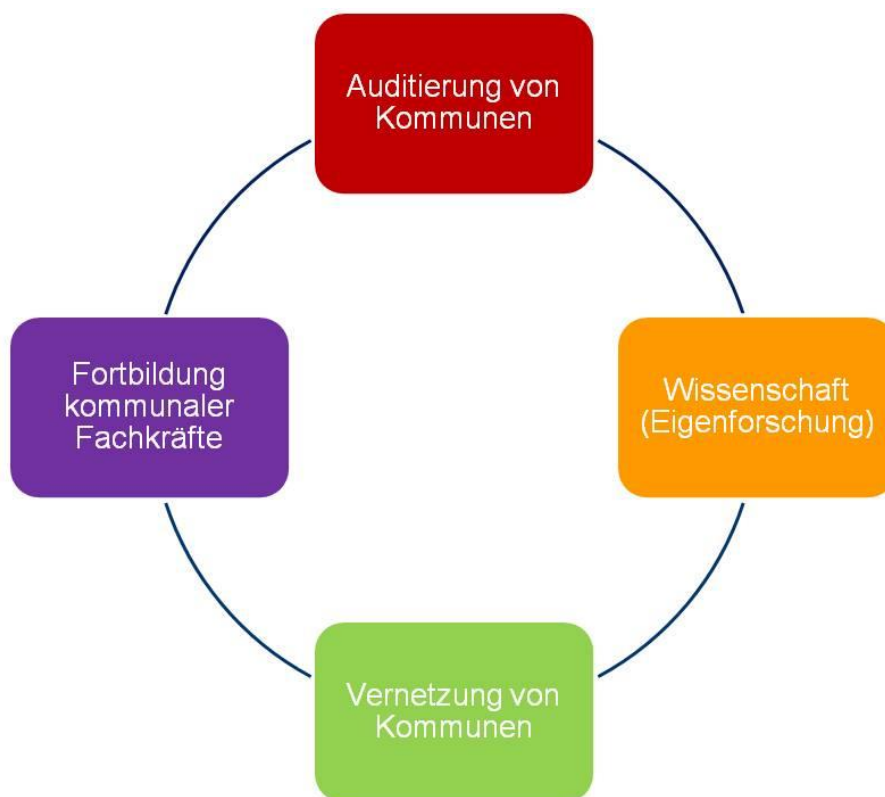 Auditierung von
Kommunen
Fortbildung
kommunaler
Fachkräfte
Wissenschaft
(Eigenforschung)
Vernetzung von
Kommunen